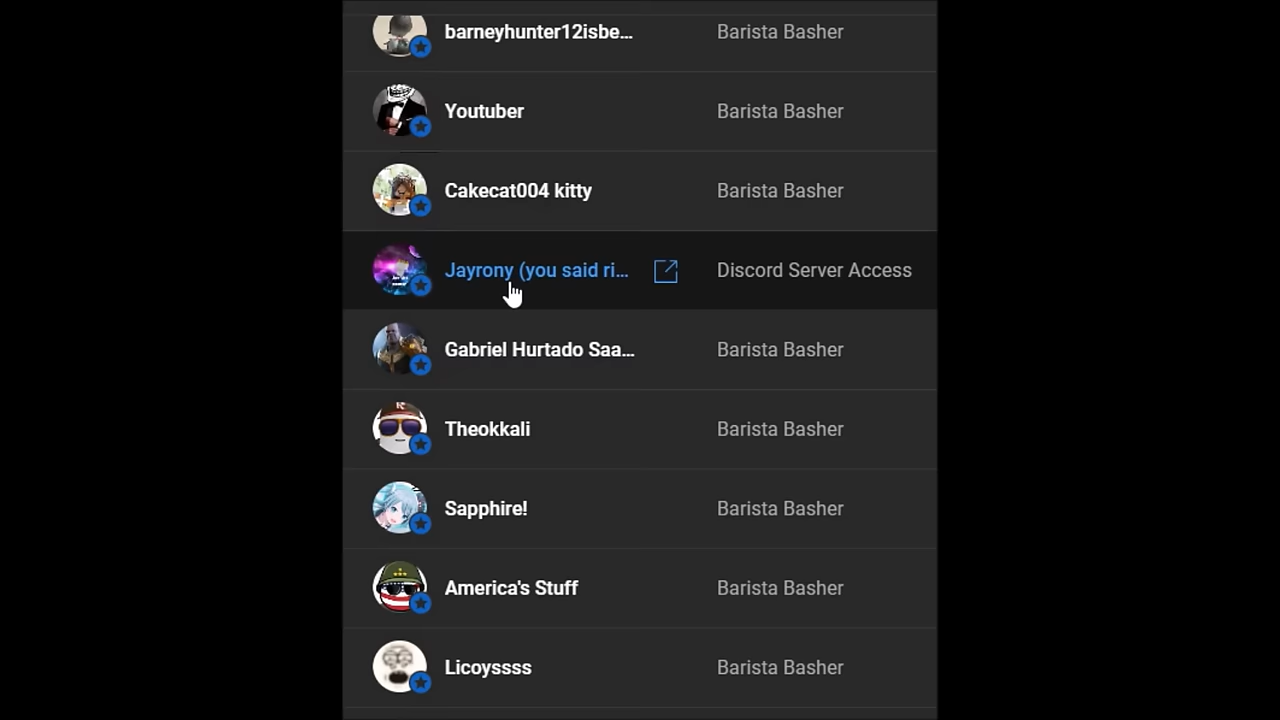 barneyhunter12isbe... Barista Basher
Youtuber Barista Basher
Cakecat004 kitty Barista Basher
Jayrony (you said ri... Discord Server Access
Gabriel Hurtado Saa... Barista Basher
Theokkali Barista Basher
Sapphire! Barista Basher
America's Stuff Barista Basher
Licoyssss Barista Basher